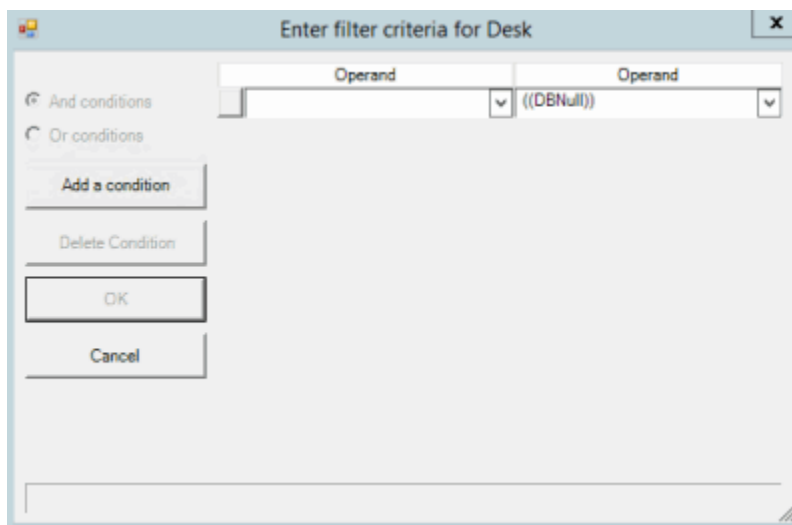 Enter filter criteria for Desk
x
Operand Operand
And conditions
((DBNull))
Or conditions
Add a condition
Delete Condition
OK
Cancel